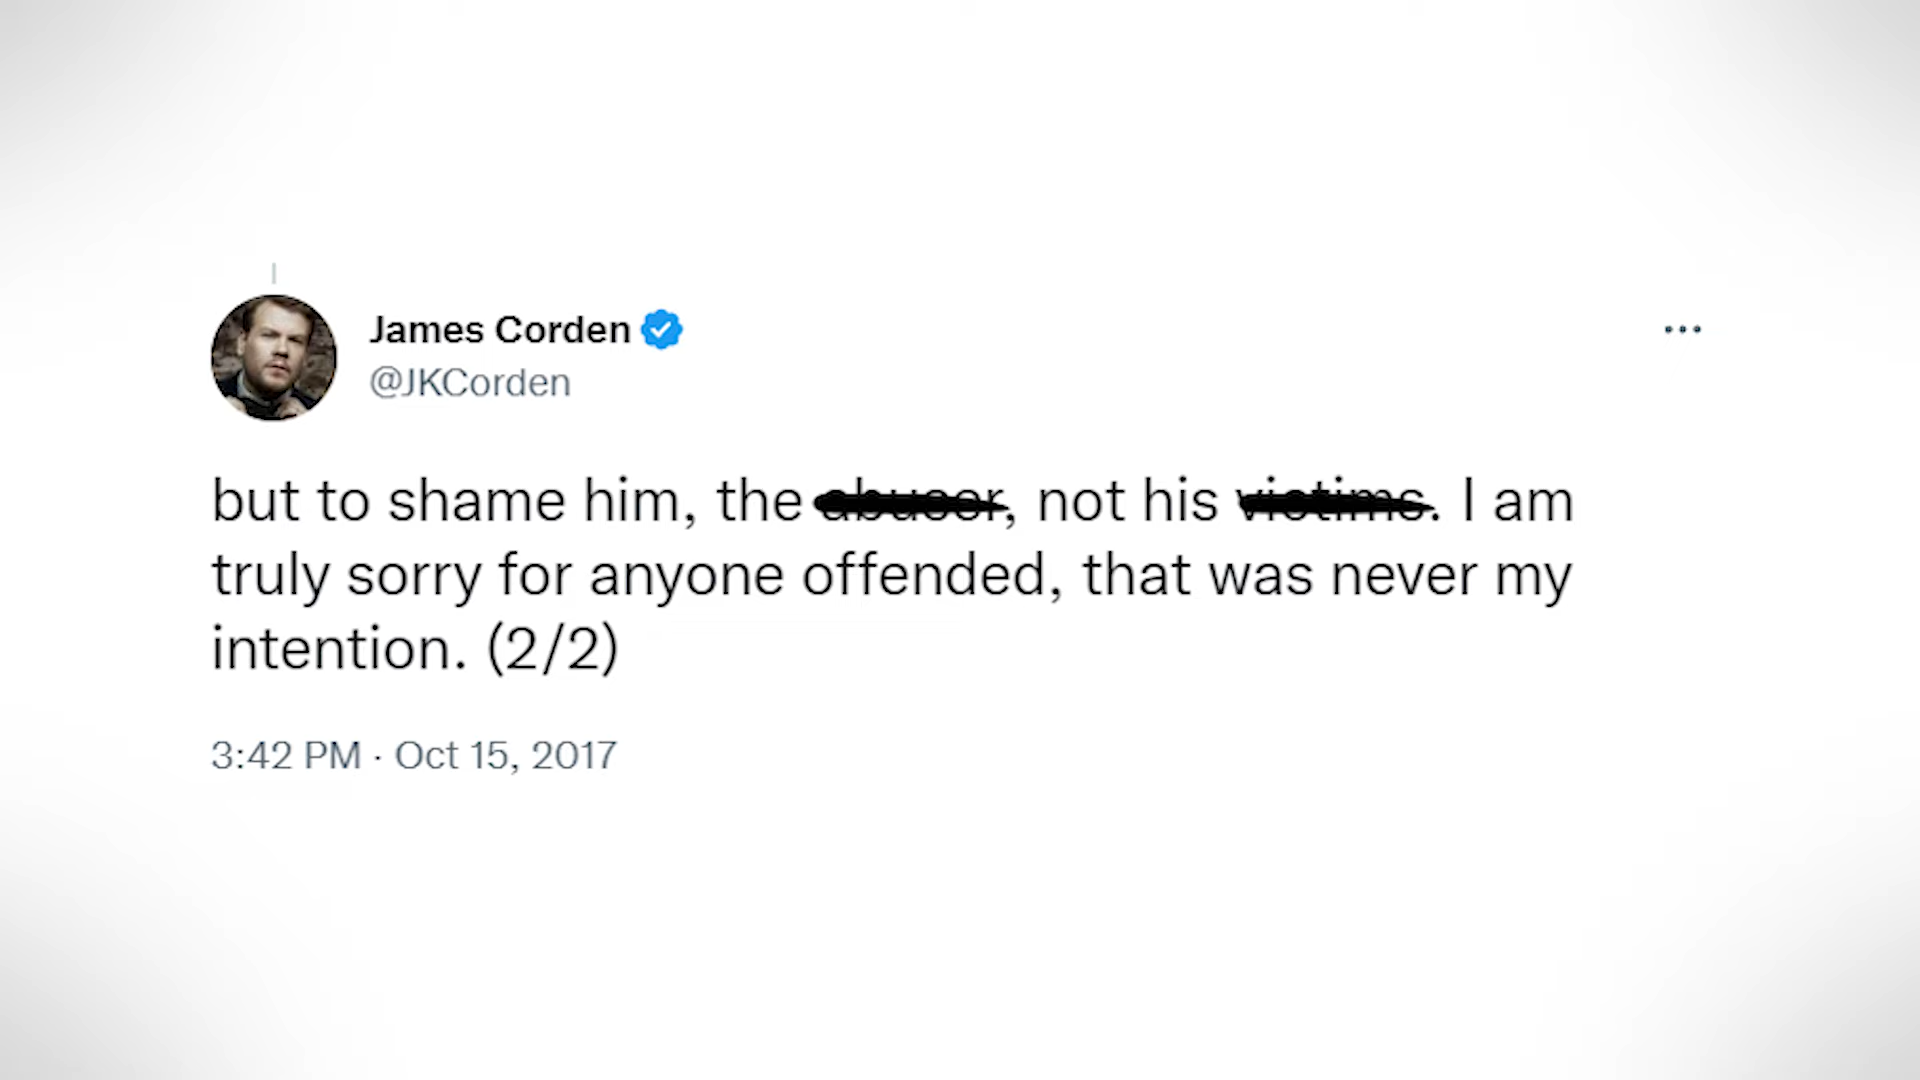 James Corden
@JKCorden
but to shame him, the abuser, not his victims. I am
truly sorry for anyone offended, that was never my
intention. (2/2)
3:42 PM · Oct 15, 2017